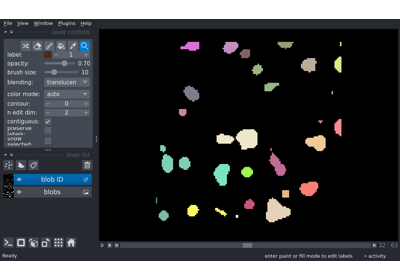 File View Window Plugins Help
layer controls
label: 1
opacity: 0.70
brush size: 10
blending: translucen
color mode: auto
contour: 0
n edit dim: 2
contiguous:
preserve labels:
show selected:
layer list
blob ID
blobs
32 63
Ready enter paint or fill mode to edit labels activity